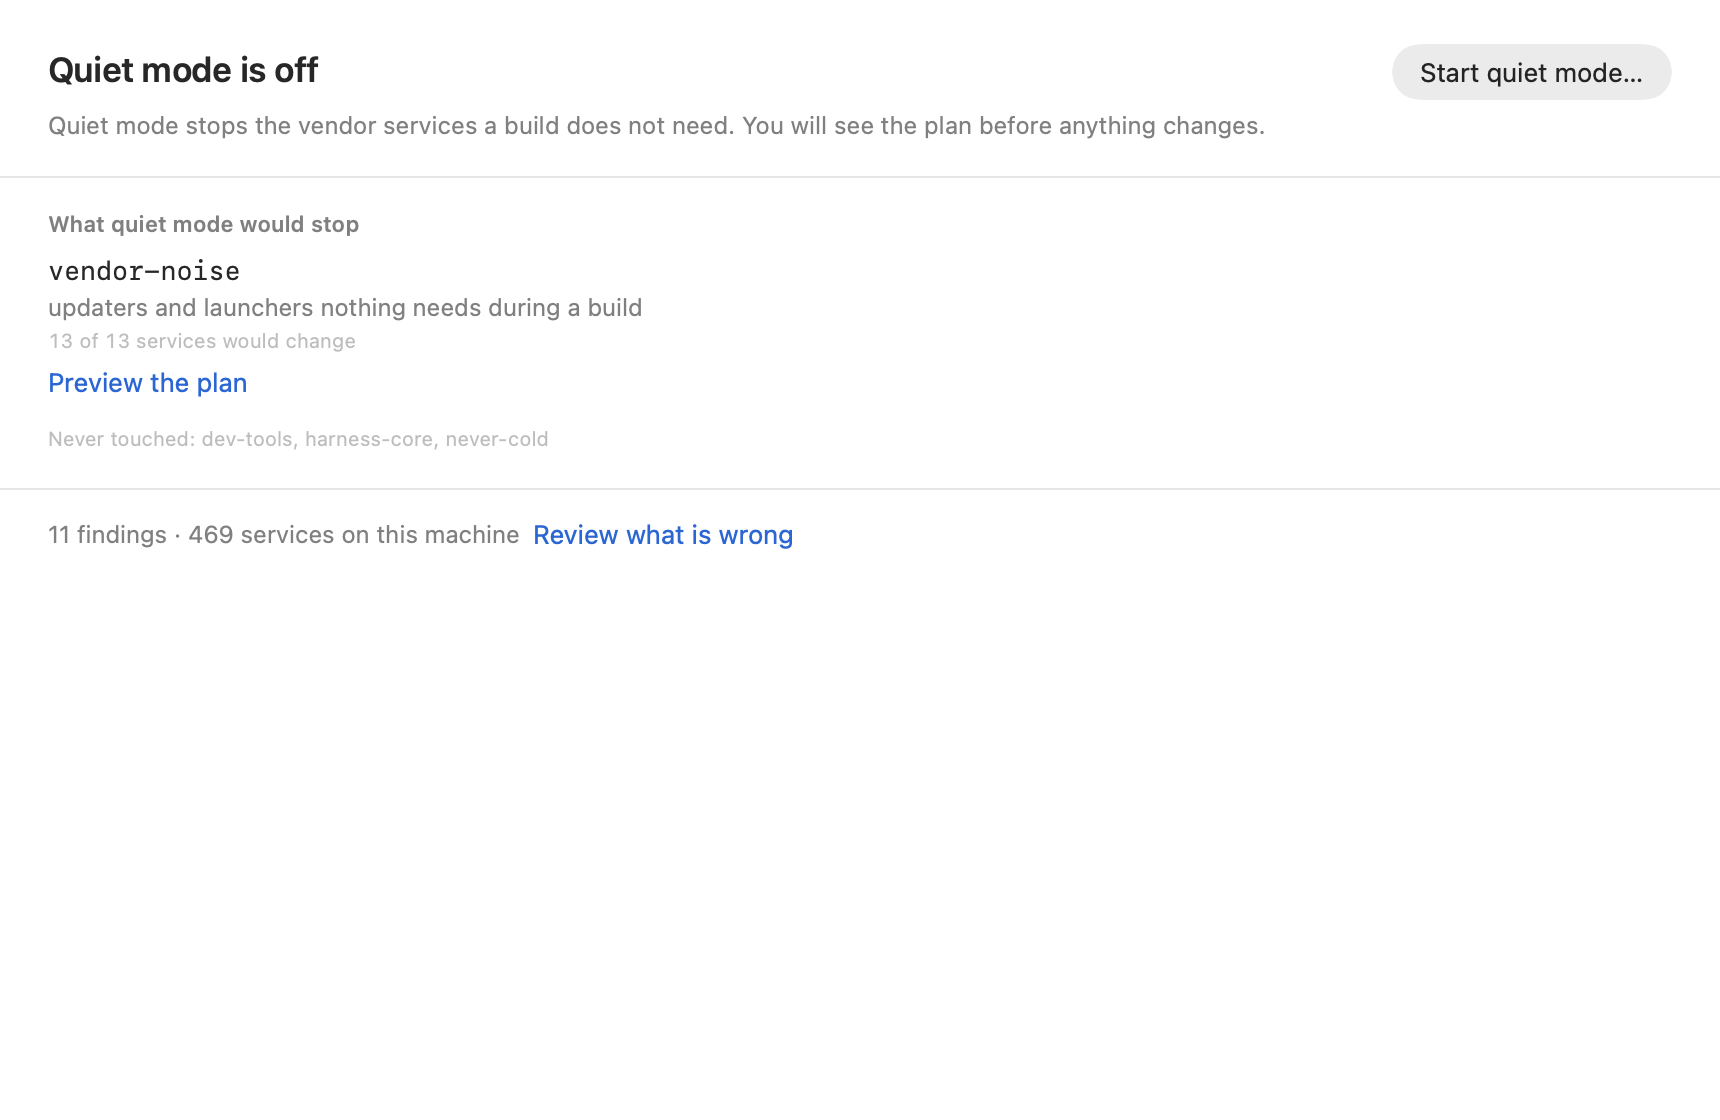 Quiet mode is off
Start quiet mode...
Quiet mode stops the vendor services a build does not need. You will see the plan before anything changes.
What quiet mode would stop
vendor-noise
updaters and launchers nothing needs during a build
13 of 13 services would change
Preview the plan
Never touched: dev-tools, harness-core, never-cold
11 findings · 469 services on this machine Review what is wrong